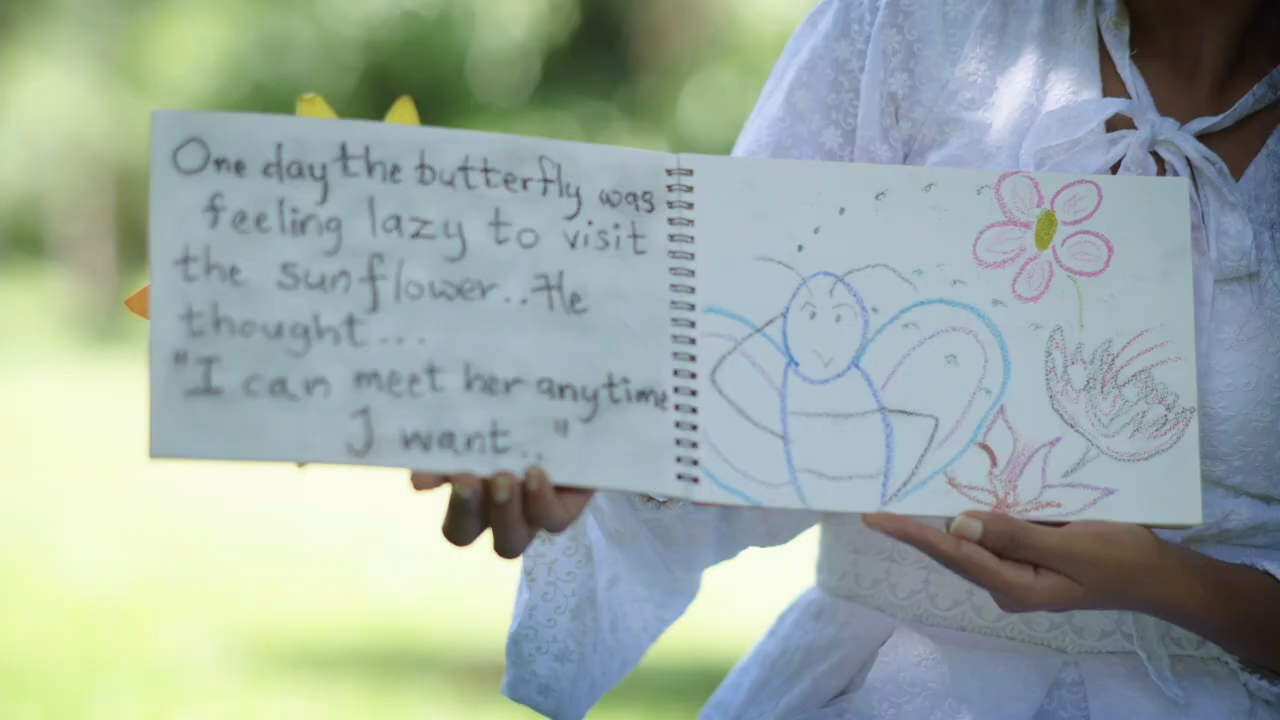 One day the butterfly was
feeling lazy to visit
the sunflower.. He
thought...
"I can meet her anytime
I want.. "